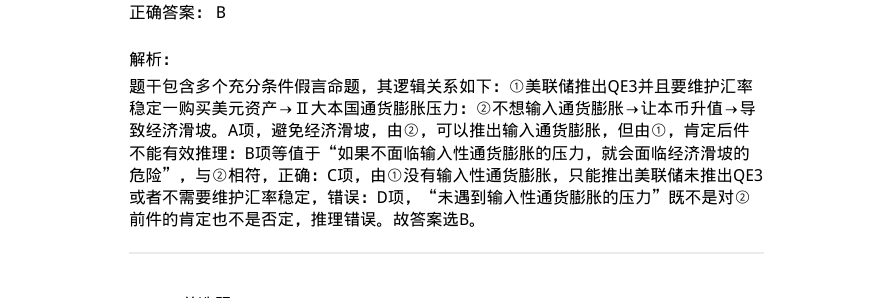 正确答案： B
解析：
题干包含多个充分条件假言命题，其逻辑关系如下：①美联储推出QE3并且要维护汇率
稳定一购买美元资产→Ⅱ大本国通货膨胀压力：②不想输入通货膨胀→让本币升值→导
致经济滑坡。A项，避免经济滑坡，由②，可以推出输入通货膨胀，但由①，肯定后件
不能有效推理：B项等值于“如果不面临输入性通货膨胀的压力，就会面临经济滑坡的
危险”，与②相符，正确：C项，由①没有输入性通货膨胀，只能推出美联储未推出QE3
或者不需要维护汇率稳定，错误：D项，“未遇到输入性通货膨胀的压力”既不是对②
前件的肯定也不是否定，推理错误。故答案选B。